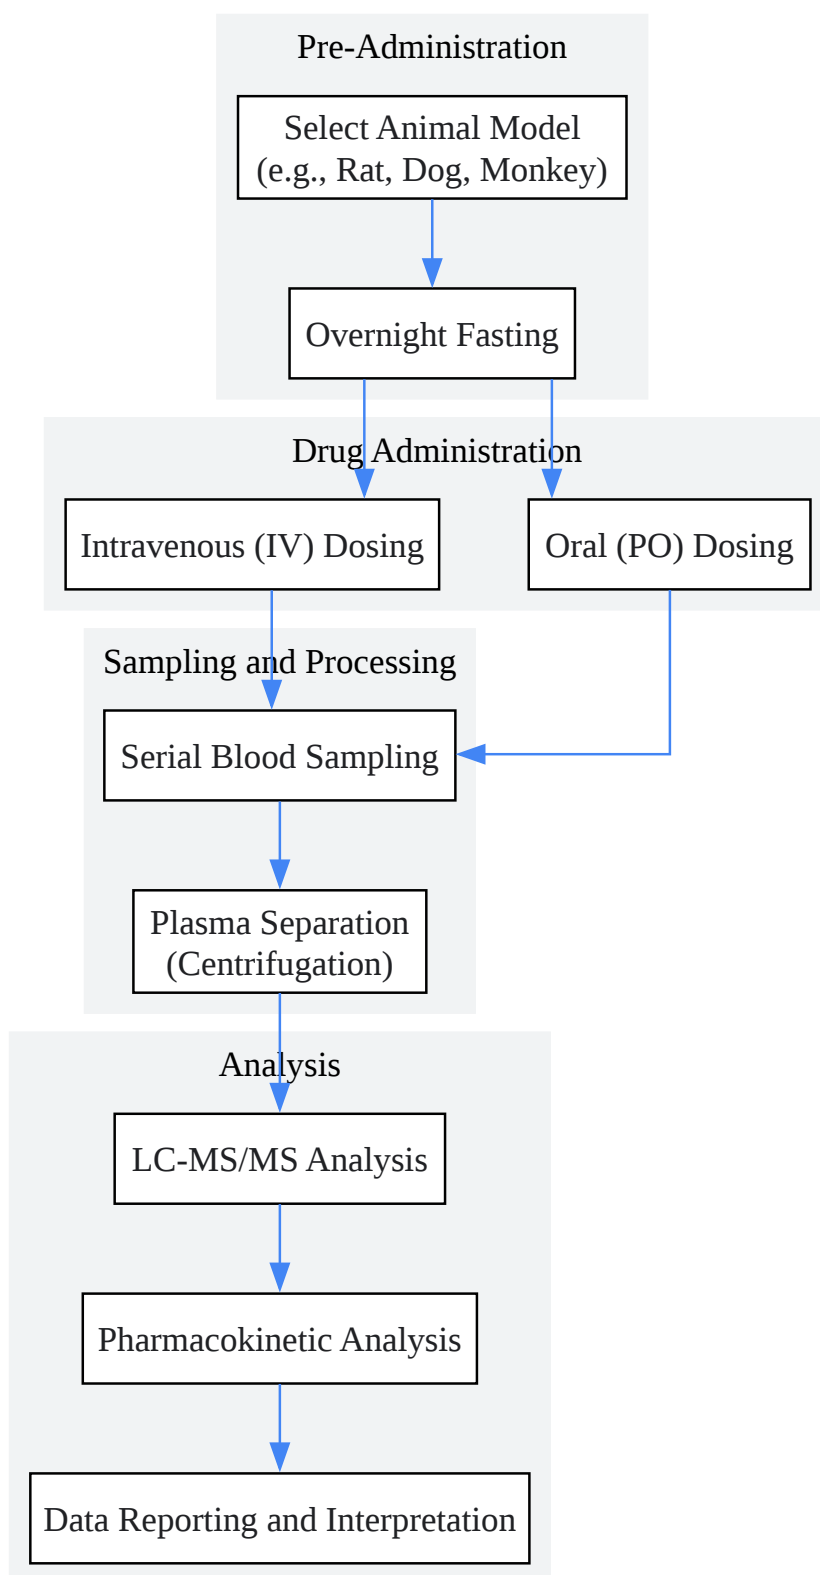 Pre-Administration
Select Animal Model
(e.g., Rat, Dog, Monkey)
Overnight Fasting
Drug Administration
Intravenous (IV) Dosing
Oral (PO) Dosing
Sampling and Processing
Serial Blood Sampling
Plasma Separation
(Centrifugation)
Analysis
LC-MS/MS Analysis
Pharmacokinetic Analysis
Data Reporting and Interpretation